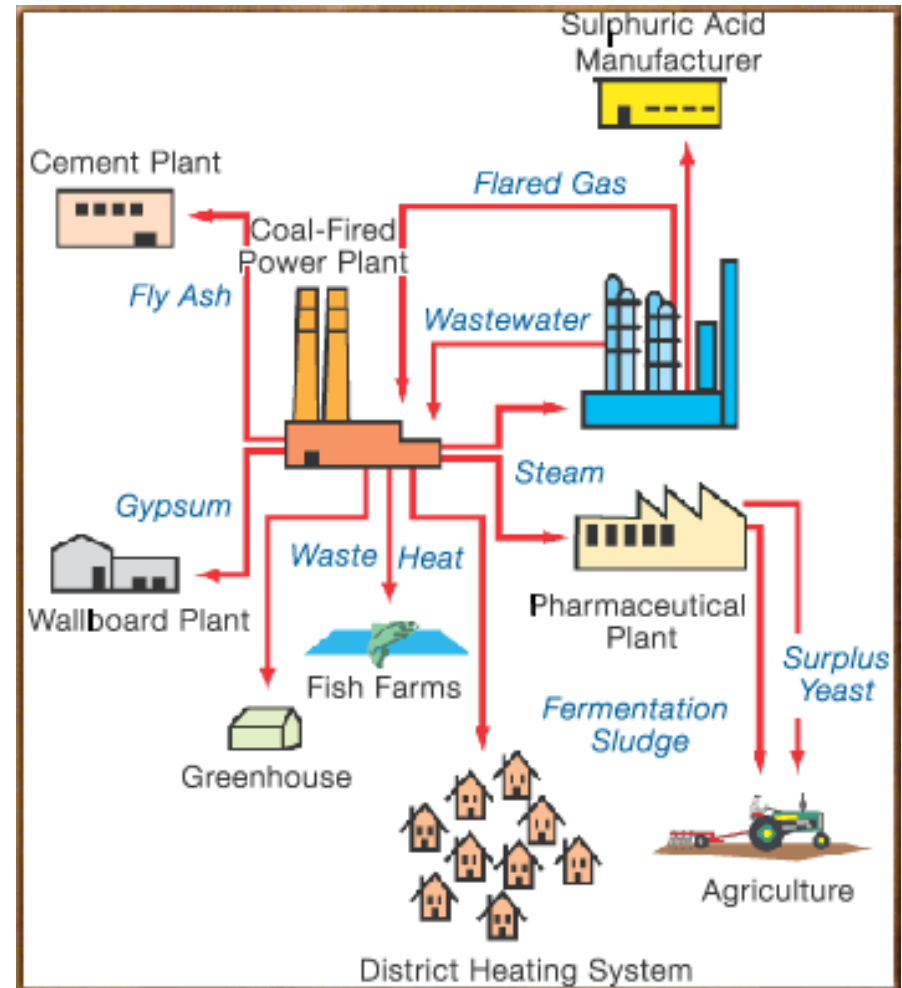 Sulphuric Acid
Manufacturer
Cement Plant
Flared Gas
Coal-Fired
Power Plant
Fly Ash
Wastewater
Steam
Gypsum
Waste Heat
Wallboard Plant
Pharmaceutical
Plant
Fish Farms
Surplus
Yeast
Fermentation
Sludge
Greenhouse
Agriculture
District Heating System